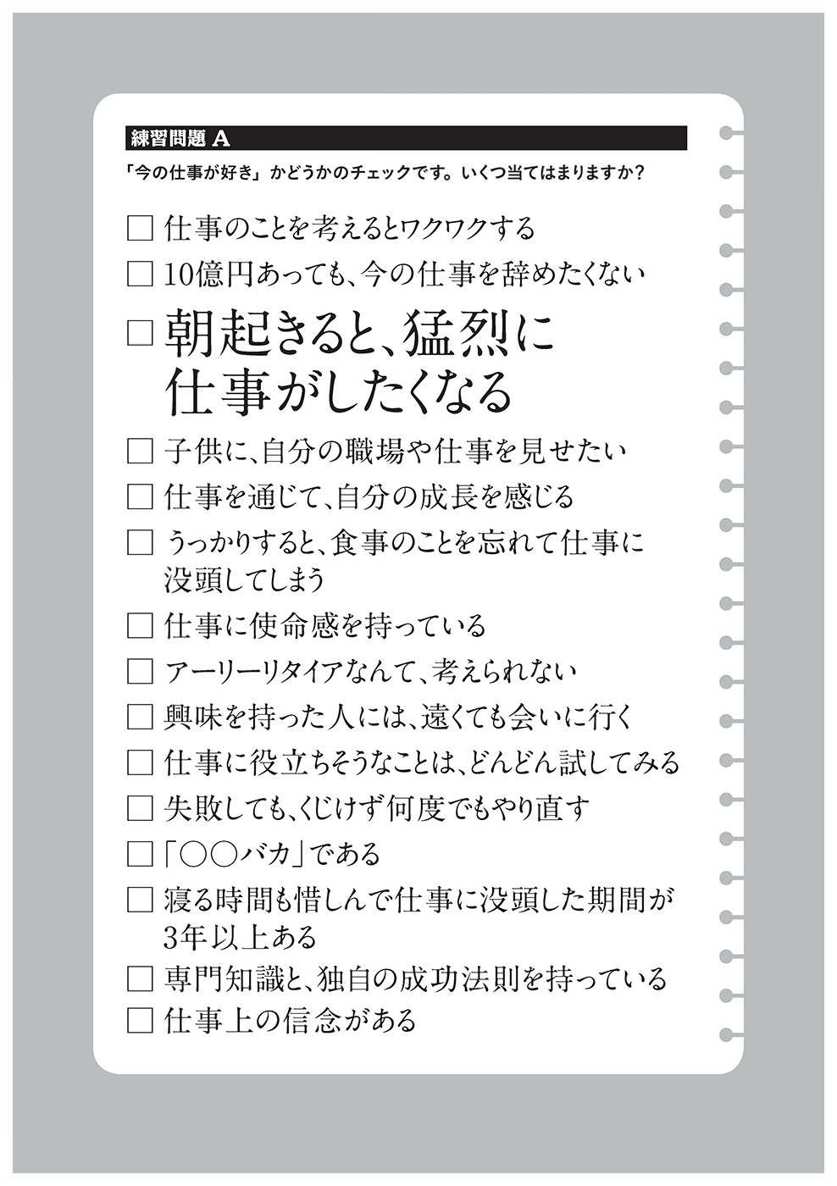 練習問題 A
「今の仕事が好き」かどうかのチェックです。いくつ当てはまりますか？
□ 仕事のことを考えるとワクワクする
□ 10億円あっても、今の仕事を辞めたくない
□ 朝起きると、猛烈に
仕事がしたくなる
□ 子供に、自分の職場や仕事を見せたい
□ 仕事を通じて、自分の成長を感じる
□ うっかりすると、食事のことを忘れて仕事に
没頭してしまう
□ 仕事に使命感を持っている
□ アーリーリタイアなんて、考えられない
□ 興味を持った人には、遠くても会いに行く
□ 仕事に役立ちそうなことは、どんどん試してみる
□ 失敗しても、くじけず何度でもやり直す
□ 「○○バカ」である
□ 寝る時間も惜しんで仕事に没頭した期間が
3年以上ある
□ 専門知識と、独自の成功法則を持っている
□ 仕事上の信念がある